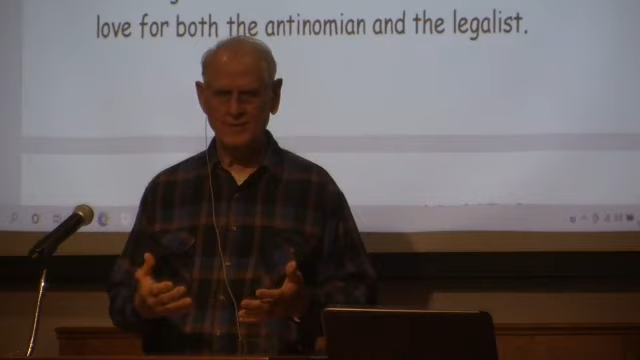 love for both the antinomian and the legalist.